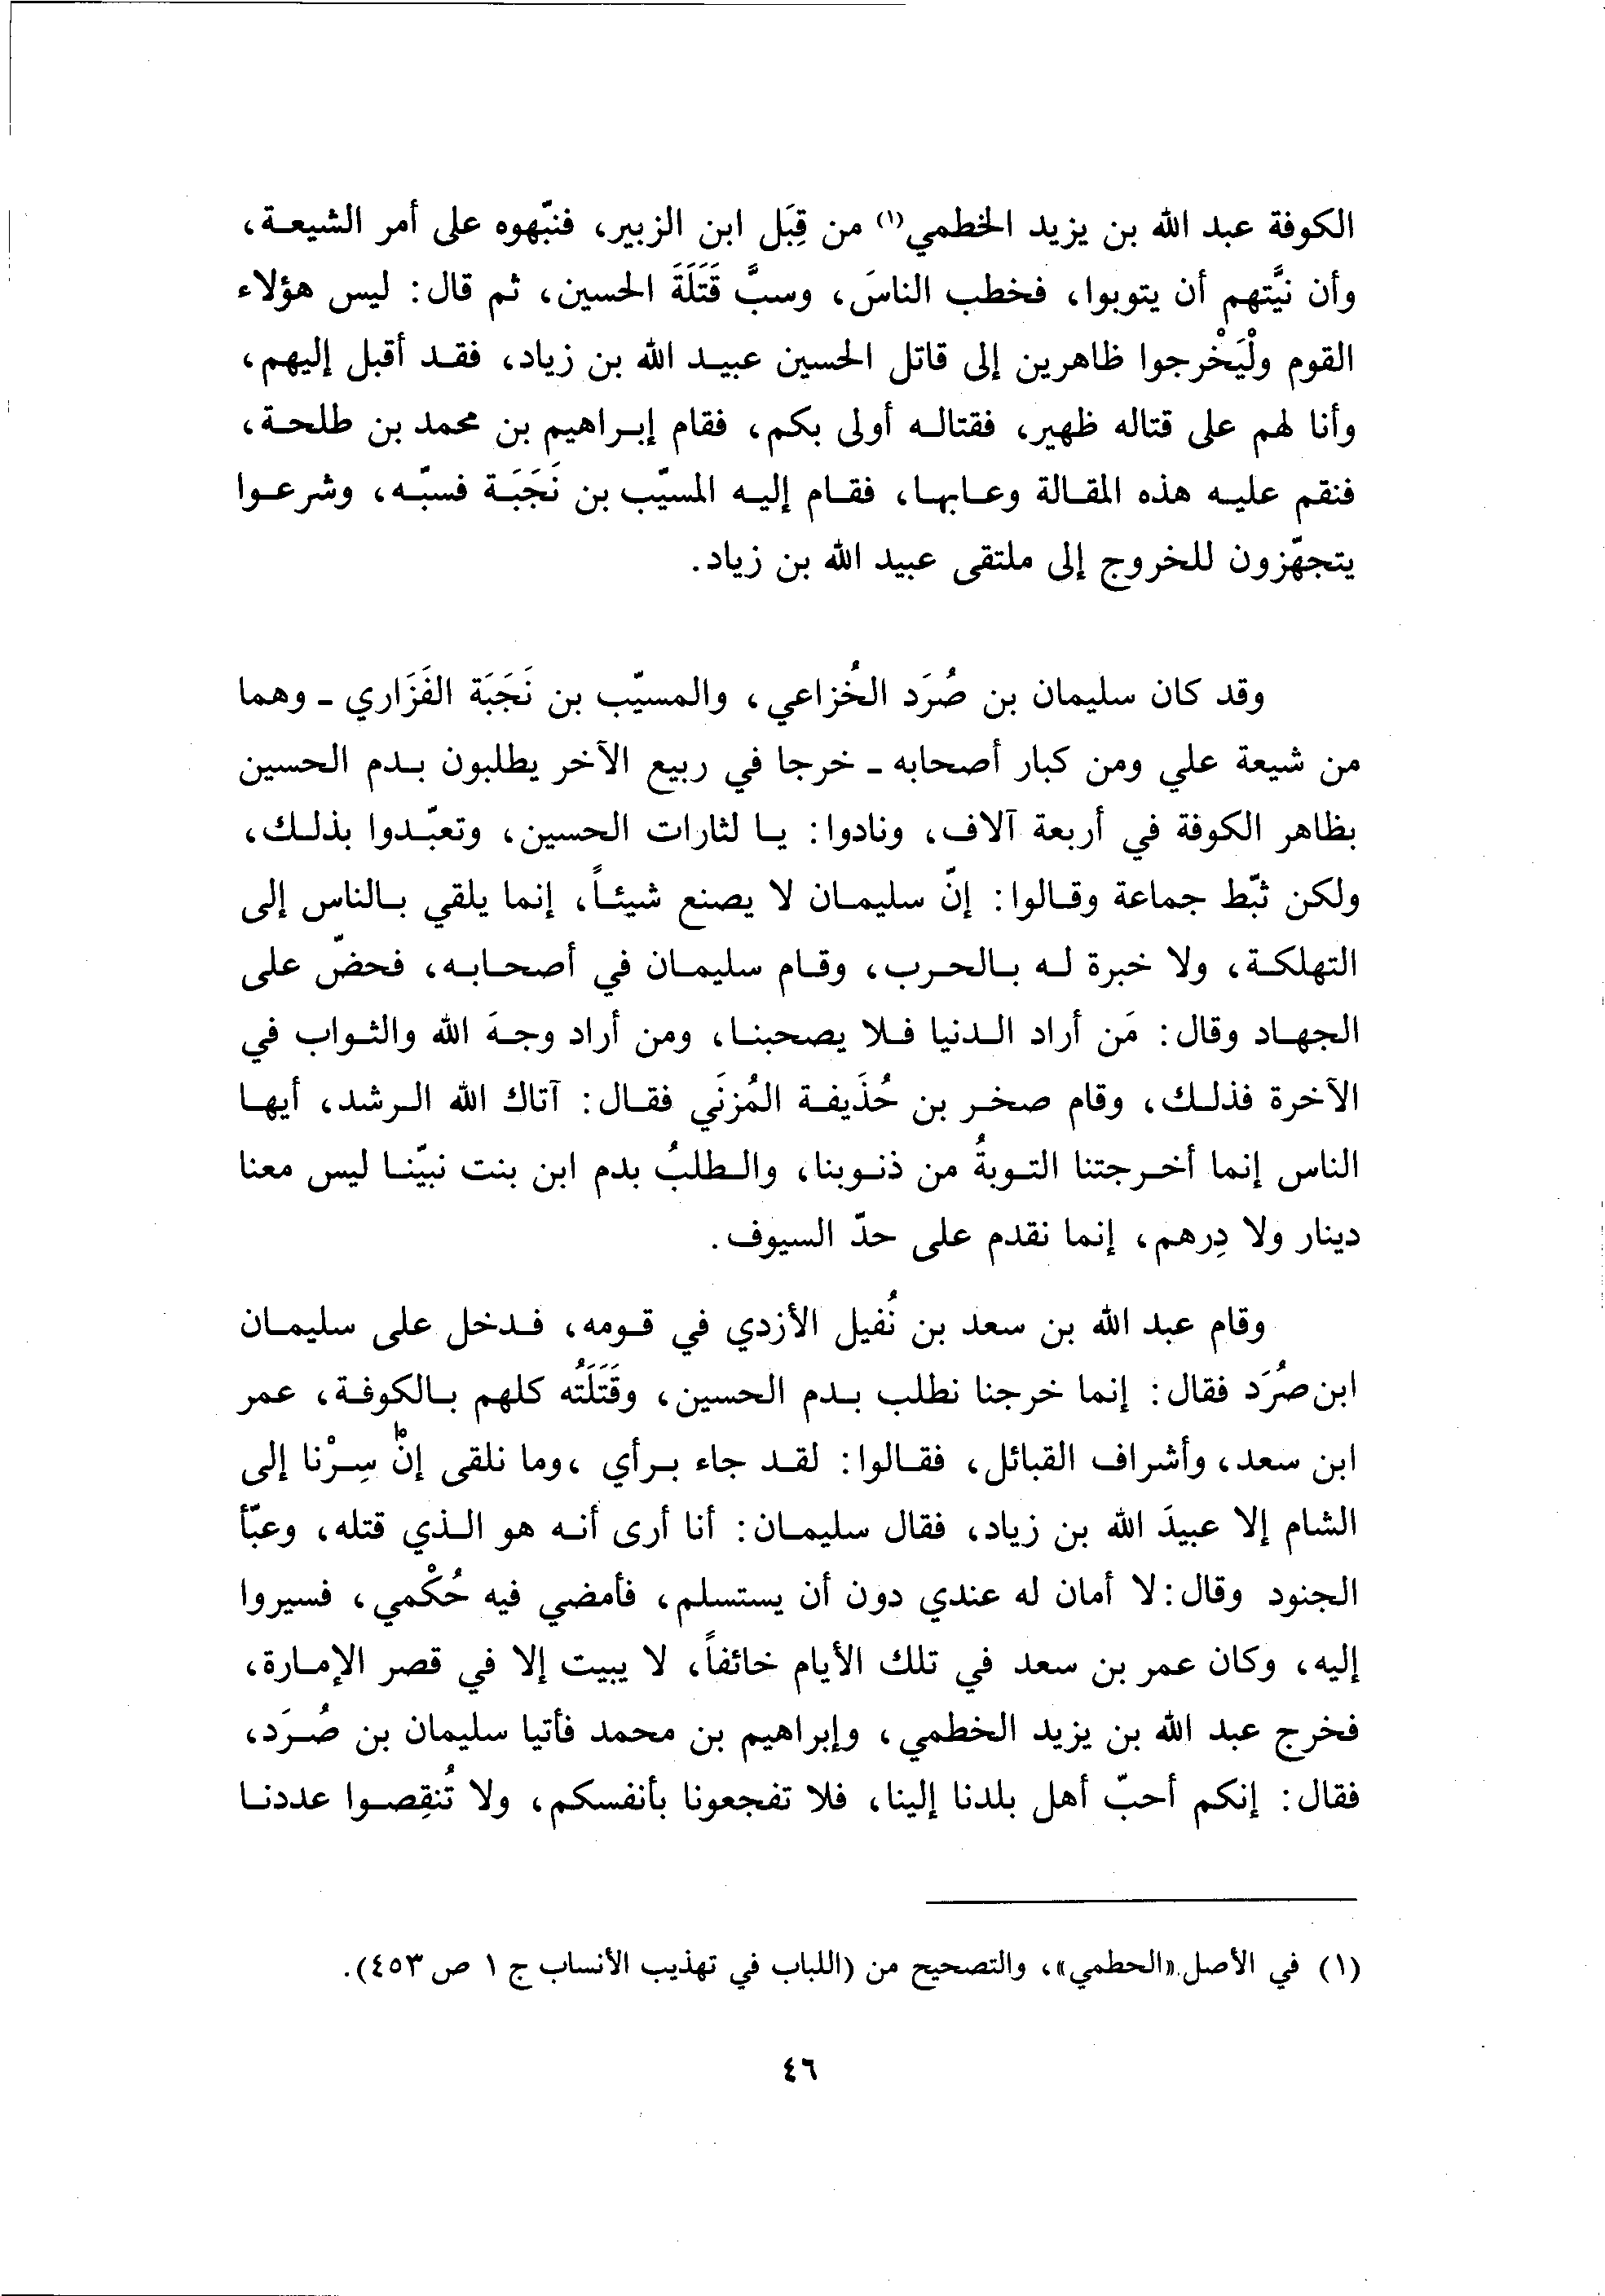 الكوفة عبد الله بن يزيد الخطمي(١) من قِبَل ابن الزبير، فنبّهوه على أمر الشيعة،
وأن نيَّتهم أن يتوبوا، فخطب الناسَ، وسبَّ قَتَلَةَ الحسين، ثم قال: ليس هؤلاء
القوم ولْيَخْرجوا ظاهرين إلى قاتل الحسين عبيد الله بن زياد، فقد أقبل إليهم،
وأنا لهم على قتاله ظهير، فقتاله أولى بكم، فقام إبراهيم بن محمد بن طلحة،
فنقم عليه هذه المقالة وعابها، فقام إليه المسيّب بن نَجَبَة فسبّه، وشرعوا
يتجهّزون للخروج إلى ملتقى عبيد الله بن زياد.
وقد كان سليمان بن صُرَد الخُزاعي، والمسيّب بن نَجَبَة الفَزَاري - وهما
من شيعة علي ومن كبار أصحابه - خرجا في ربيع الآخر يطلبون بدم الحسين
بظاهر الكوفة في أربعة آلاف، ونادوا: يا لثارات الحسين، وتعبّدوا بذلك،
ولكن ثبّط جماعة وقالوا: إنّ سليمان لا يصنع شيئاً، إنما يلقي بالناس إلى
التهلكة، ولا خبرة له بالحرب، وقام سليمان في أصحابه، فحضّ على
الجهاد وقال: مَن أراد الدنيا فلا يصحبنا، ومن أراد وجهَ الله والثواب في
الآخرة فذلك، وقام صخر بن حُذَيفة المُزنَي فقال: آتاك الله الرشد، أيها
الناس إنما أخرجتنا التوبةُ من ذنوبنا، والطلبُ بدم ابن بنت نبيّنا ليس معنا
دينار ولا دِرهم، إنما نقدم على حدّ السيوف.
وقام عبد الله بن سعد بن نُفيل الأزدي في قومه، فدخل على سليمان
ابن صُرَد فقال: إنما خرجنا نطلب بدم الحسين، وقَتَلَتُه كلهم بالكوفة، عمر
ابن سعد، وأشراف القبائل، فقالوا: لقد جاء برأي ،وما نلقى إنْ سِرْنا إلى
الشام إلا عبيدَ الله بن زياد، فقال سليمان: أنا أرى أنه هو الذي قتله، وعبّأ
الجنود وقال: لا أمان له عندي دون أن يستسلم، فأمضي فيه حُكْمي، فسيروا
إليه، وكان عمر بن سعد في تلك الأيام خائفاً، لا يبيت إلا في قصر الإمارة،
فخرج عبد الله بن يزيد الخطمي، وإبراهيم بن محمد فأتيا سليمان بن صُرَد،
فقال: إنكم أحبّ أهل بلدنا إلينا، فلا تفجعونا بأنفسكم، ولا تُنقِصوا عددنا
(١) في الأصل «الحطمي»، والتصحيح من (اللباب في تهذيب الأنساب ج ١ ص ٤٥٣).
٤٦